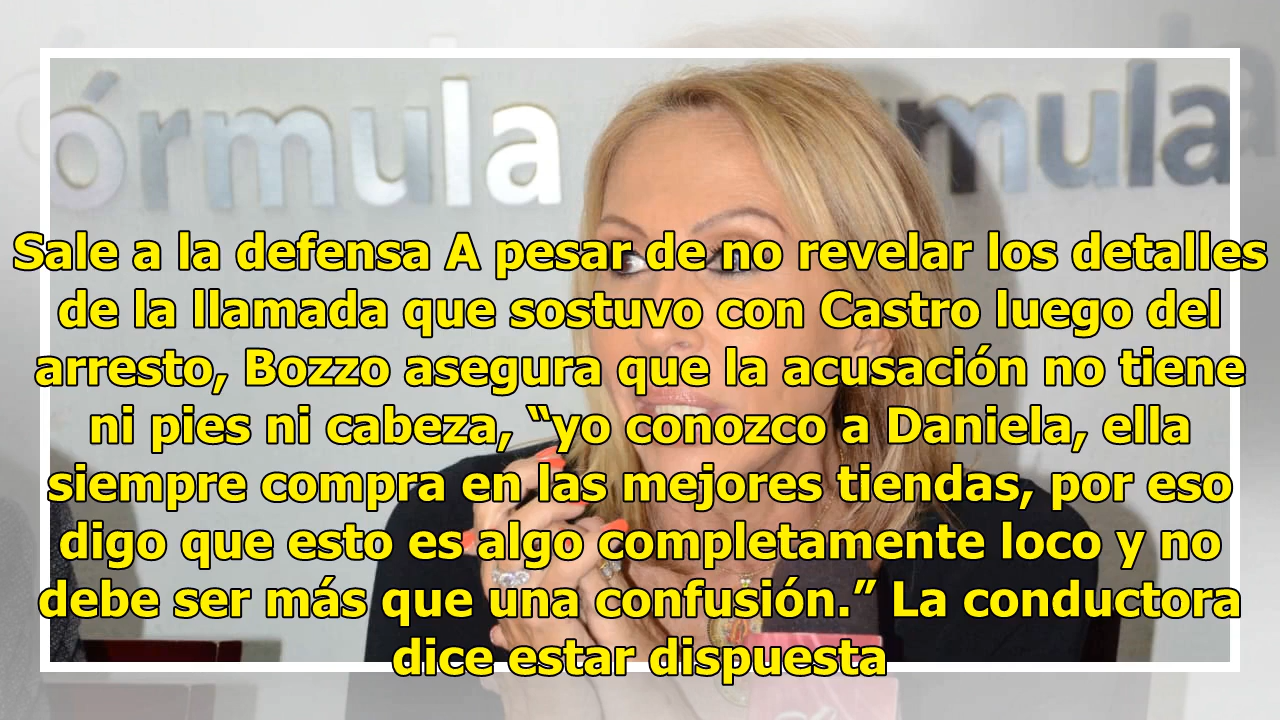 órmula
rmula
Sale a la defensa A pesar de no revelar los detalles
de la llamada que sostuvo con Castro luego del
arresto, Bozzo asegura que la acusación no tiene
ni pies ni cabeza, “yo conozco a Daniela, ella
siempre compra en las mejores tiendas, por eso
digo que esto es algo completamente loco y no
debe ser más que una confusión.” La conductora
dice estar dispuesta